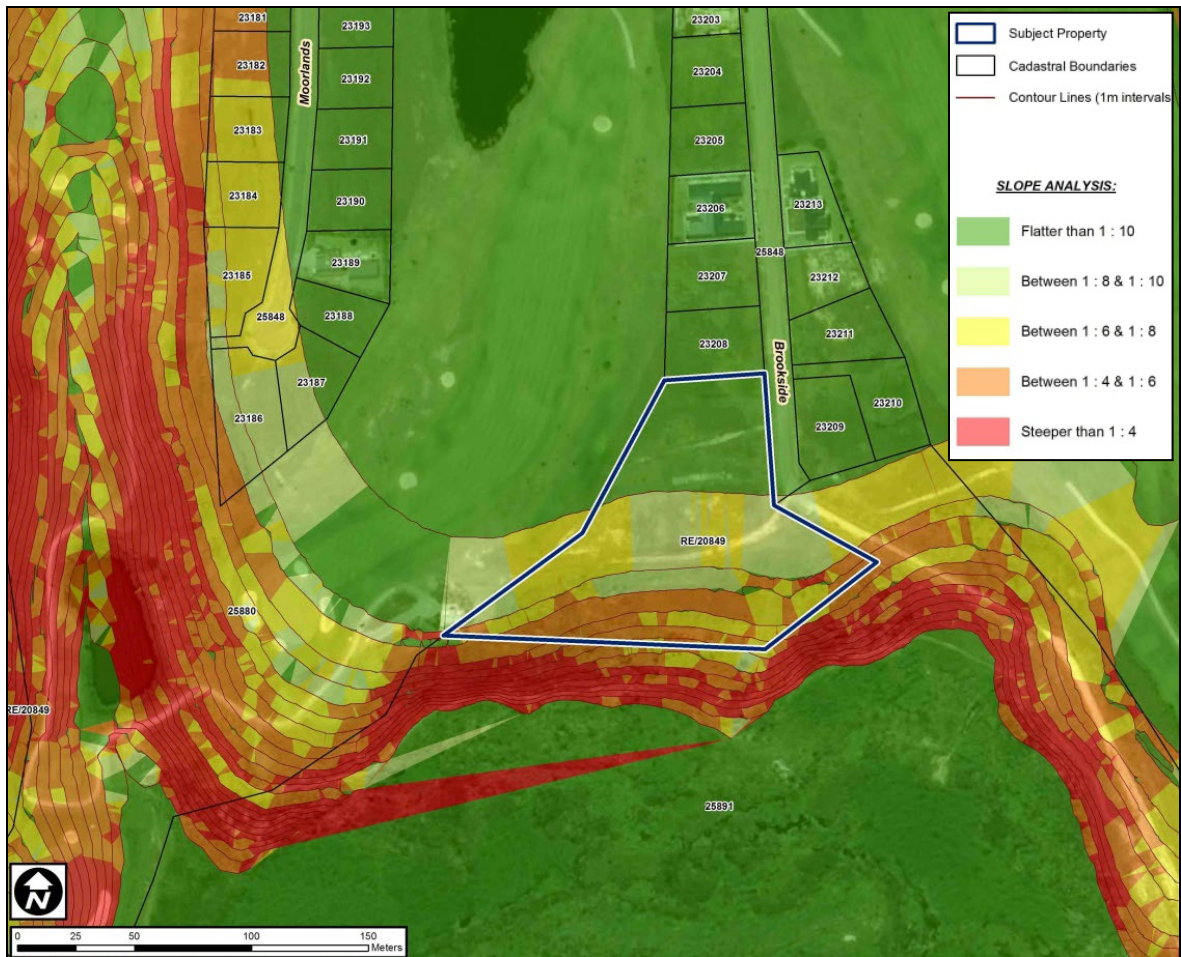 23181
23182
23183
23184
23185
25848
23186
23187
23188
23189
23190
23191
23192
23193
Moorlands
23203
23204
23205
23206
23207
23208
25848
Brookside
23213
23212
23211
23210
23209
RE/20849
25880
RE/20849
25891
Subject Property
Cadastral Boundaries
Contour Lines (1m intervals
SLOPE ANALYSIS:
Flatter than 1 : 10
Between 1 : 8 & 1 : 10
Between 1 : 6 & 1 : 8
Between 1 : 4 & 1 : 6
Steeper than 1 : 4
N
0 25 50 100 150
Meters